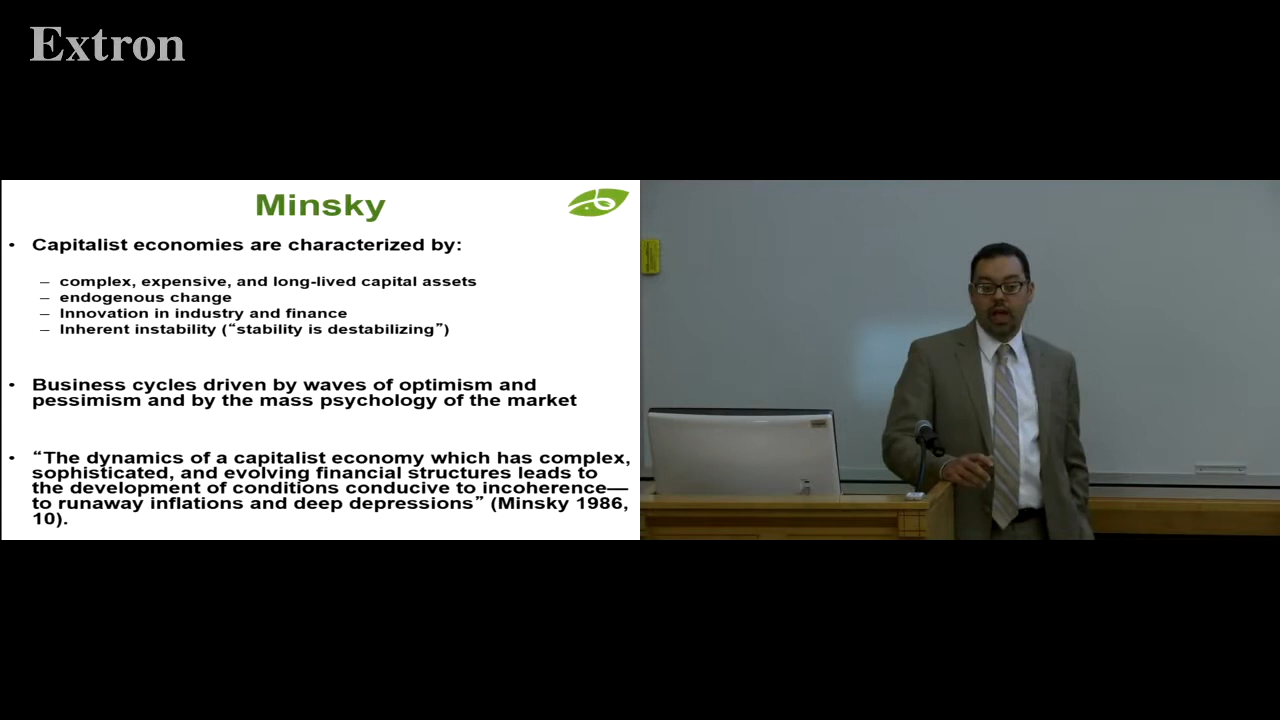 Extron
Minsky
• Capitalist economies are characterized by:
– complex, expensive, and long-lived capital assets
– endogenous change
– Innovation in industry and finance
– Inherent instability (“stability is destabilizing”)
• Business cycles driven by waves of optimism and
pessimism and by the mass psychology of the market
• “The dynamics of a capitalist economy which has complex,
sophisticated, and evolving financial structures leads to
the development of conditions conducive to incoherence—
to runaway inflations and deep depressions” (Minsky 1986,
10).